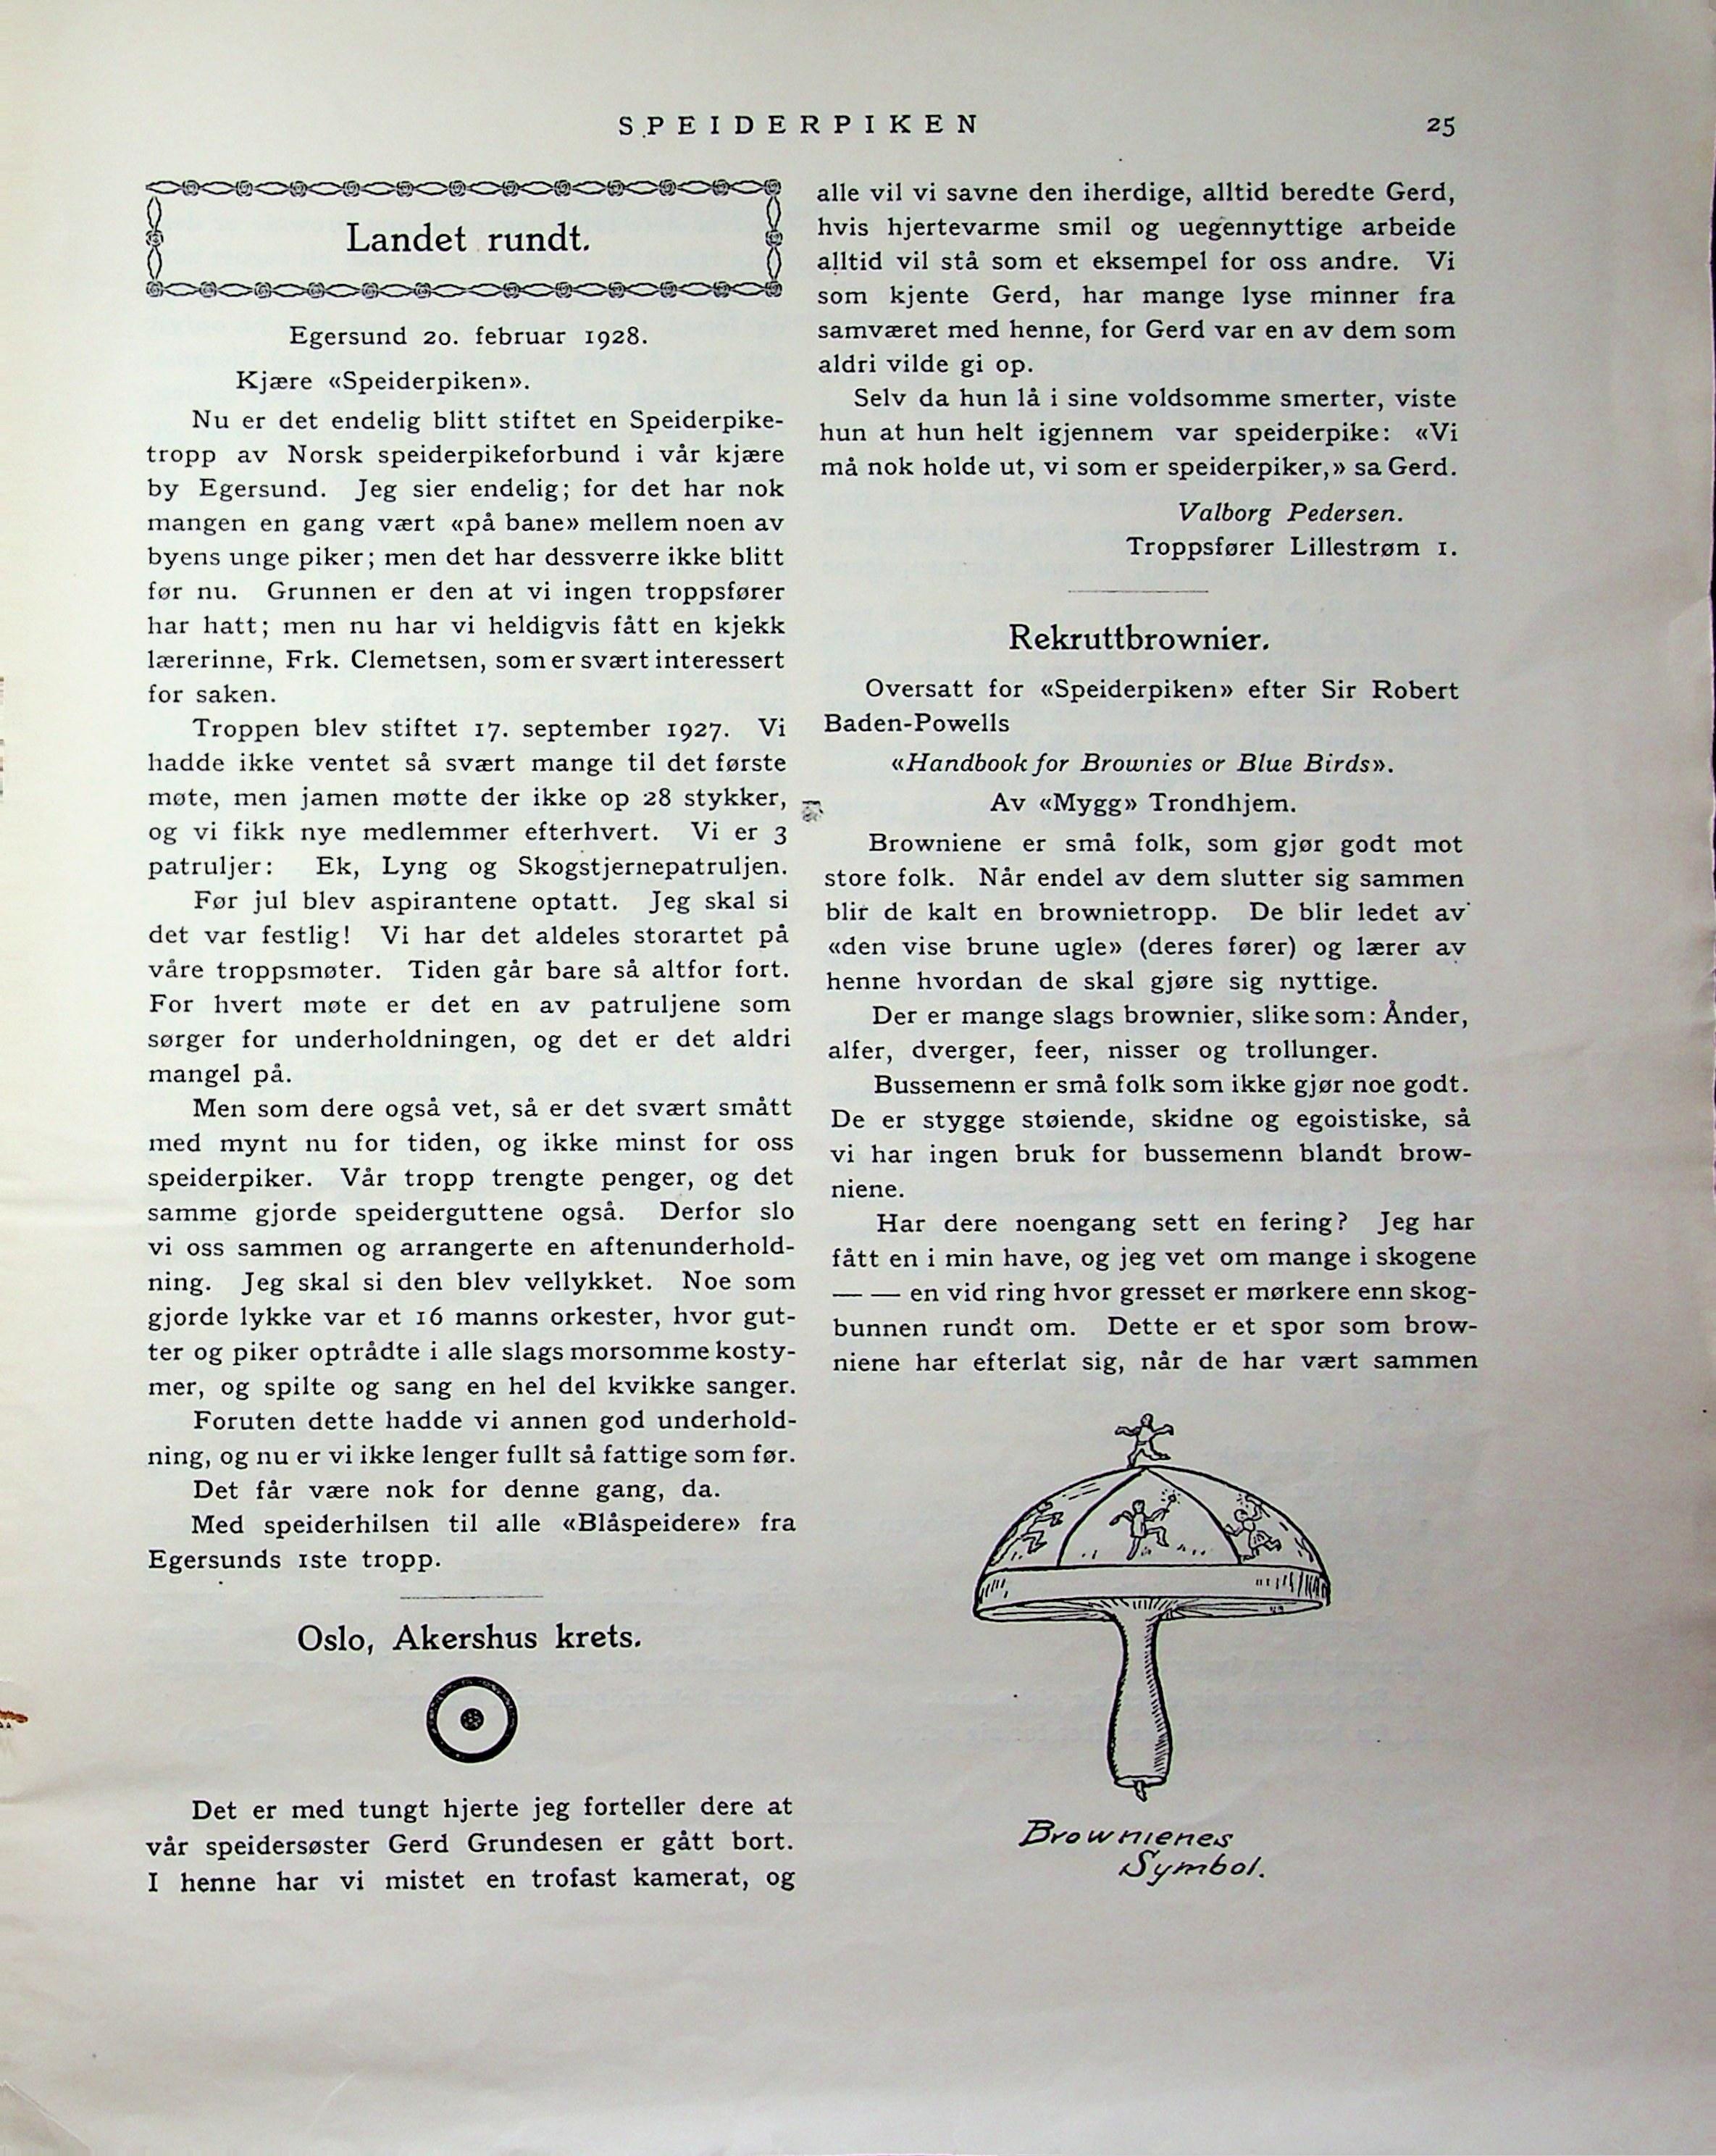 SPEIDERPIKEN 25
Landet rundt.
Egersund 20. februar 1928.
Kjære «Speiderpiken».
Nu er det endelig blitt stiftet en Speiderpike-
tropp av Norsk speiderpikeforbund i vår kjære
by Egersund. Jeg sier endelig; for det har nok
mangen en gang vært «på bane» mellem noen av
byens unge piker; men det har dessverre ikke blitt
før nu. Grunnen er den at vi ingen troppsfører
har hatt; men nu har vi heldigvis fått en kjekk
lærerinne, Frk. Clemetsen, som er svært interessert
for saken.
Troppen blev stiftet 17. september 1927. Vi
hadde ikke ventet så svært mange til det første
møte, men jamen møtte der ikke op 28 stykker,
og vi fikk nye medlemmer efterhvert. Vi er 3
patruljer: Ek, Lyng og Skogstjernepatruljen.
Før jul blev aspirantene optatt. Jeg skal si
det var festlig! Vi har det aldeles storartet på
våre troppsmøter. Tiden går bare så altfor fort.
For hvert møte er det en av patruljene som
sørger for underholdningen, og det er det aldri
mangel på.
Men som dere også vet, så er det svært smått
med mynt nu for tiden, og ikke minst for oss
speiderpiker. Vår tropp trengte penger, og det
samme gjorde speiderguttene også. Derfor slo
vi oss sammen og arrangerte en aftenunderhold-
ning. Jeg skal si den blev vellykket. Noe som
gjorde lykke var et 16 manns orkester, hvor gut-
ter og piker optrådte i alle slags morsomme kosty-
mer, og spilte og sang en hel del kvikke sanger.
Foruten dette hadde vi annen god underhold-
ning, og nu er vi ikke lenger fullt så fattige som før.
Det får være nok for denne gang, da.
Med speiderhilsen til alle «Blåspeidere» fra
Egersunds 1ste tropp.
Oslo, Akershus krets.
Det er med tungt hjerte jeg forteller dere at
vår speidersøster Gerd Grundesen er gått bort.
I henne har vi mistet en trofast kamerat, og
alle vil vi savne den iherdige, alltid beredte Gerd,
hvis hjertevarme smil og uegennyttige arbeide
alltid vil stå som et eksempel for oss andre. Vi
som kjente Gerd, har mange lyse minner fra
samværet med henne, for Gerd var en av dem som
aldri vilde gi op.
Selv da hun lå i sine voldsomme smerter, viste
hun at hun helt igjennem var speiderpike: «Vi
må nok holde ut, vi som er speiderpiker,» sa Gerd.
Valborg Pedersen.
Troppsfører Lillestrøm 1.
Rekruttbrownier.
Oversatt for «Speiderpiken» efter Sir Robert
Baden-Powells
«Handbook for Brownies or Blue Birds».
Av «Mygg» Trondhjem.
Browniene er små folk, som gjør godt mot
store folk. Når endel av dem slutter sig sammen
blir de kalt en brownietropp. De blir ledet av
«den vise brune ugle» (deres fører) og lærer av
henne hvordan de skal gjøre sig nyttige.
Der er mange slags brownier, slike som: Ånder,
alfer, dverger, feer, nisser og trollunger.
Bussemenn er små folk som ikke gjør noe godt.
De er stygge støiende, skidne og egoistiske, så
vi har ingen bruk for bussemenn blandt brow-
niene.
Har dere noengang sett en fering? Jeg har
fått en i min have, og jeg vet om mange i skogene
— — en vid ring hvor gresset er mørkere enn skog-
bunnen rundt om. Dette er et spor som brow-
niene har efterlat sig, når de har vært sammen
Brownienes
Symbol.